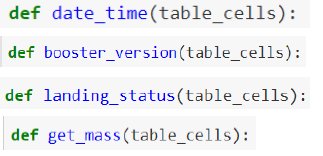 def date_time(table_cells):
def booster_version(table_cells):
def landing_status(table_cells):
def get_mass(table_cells):